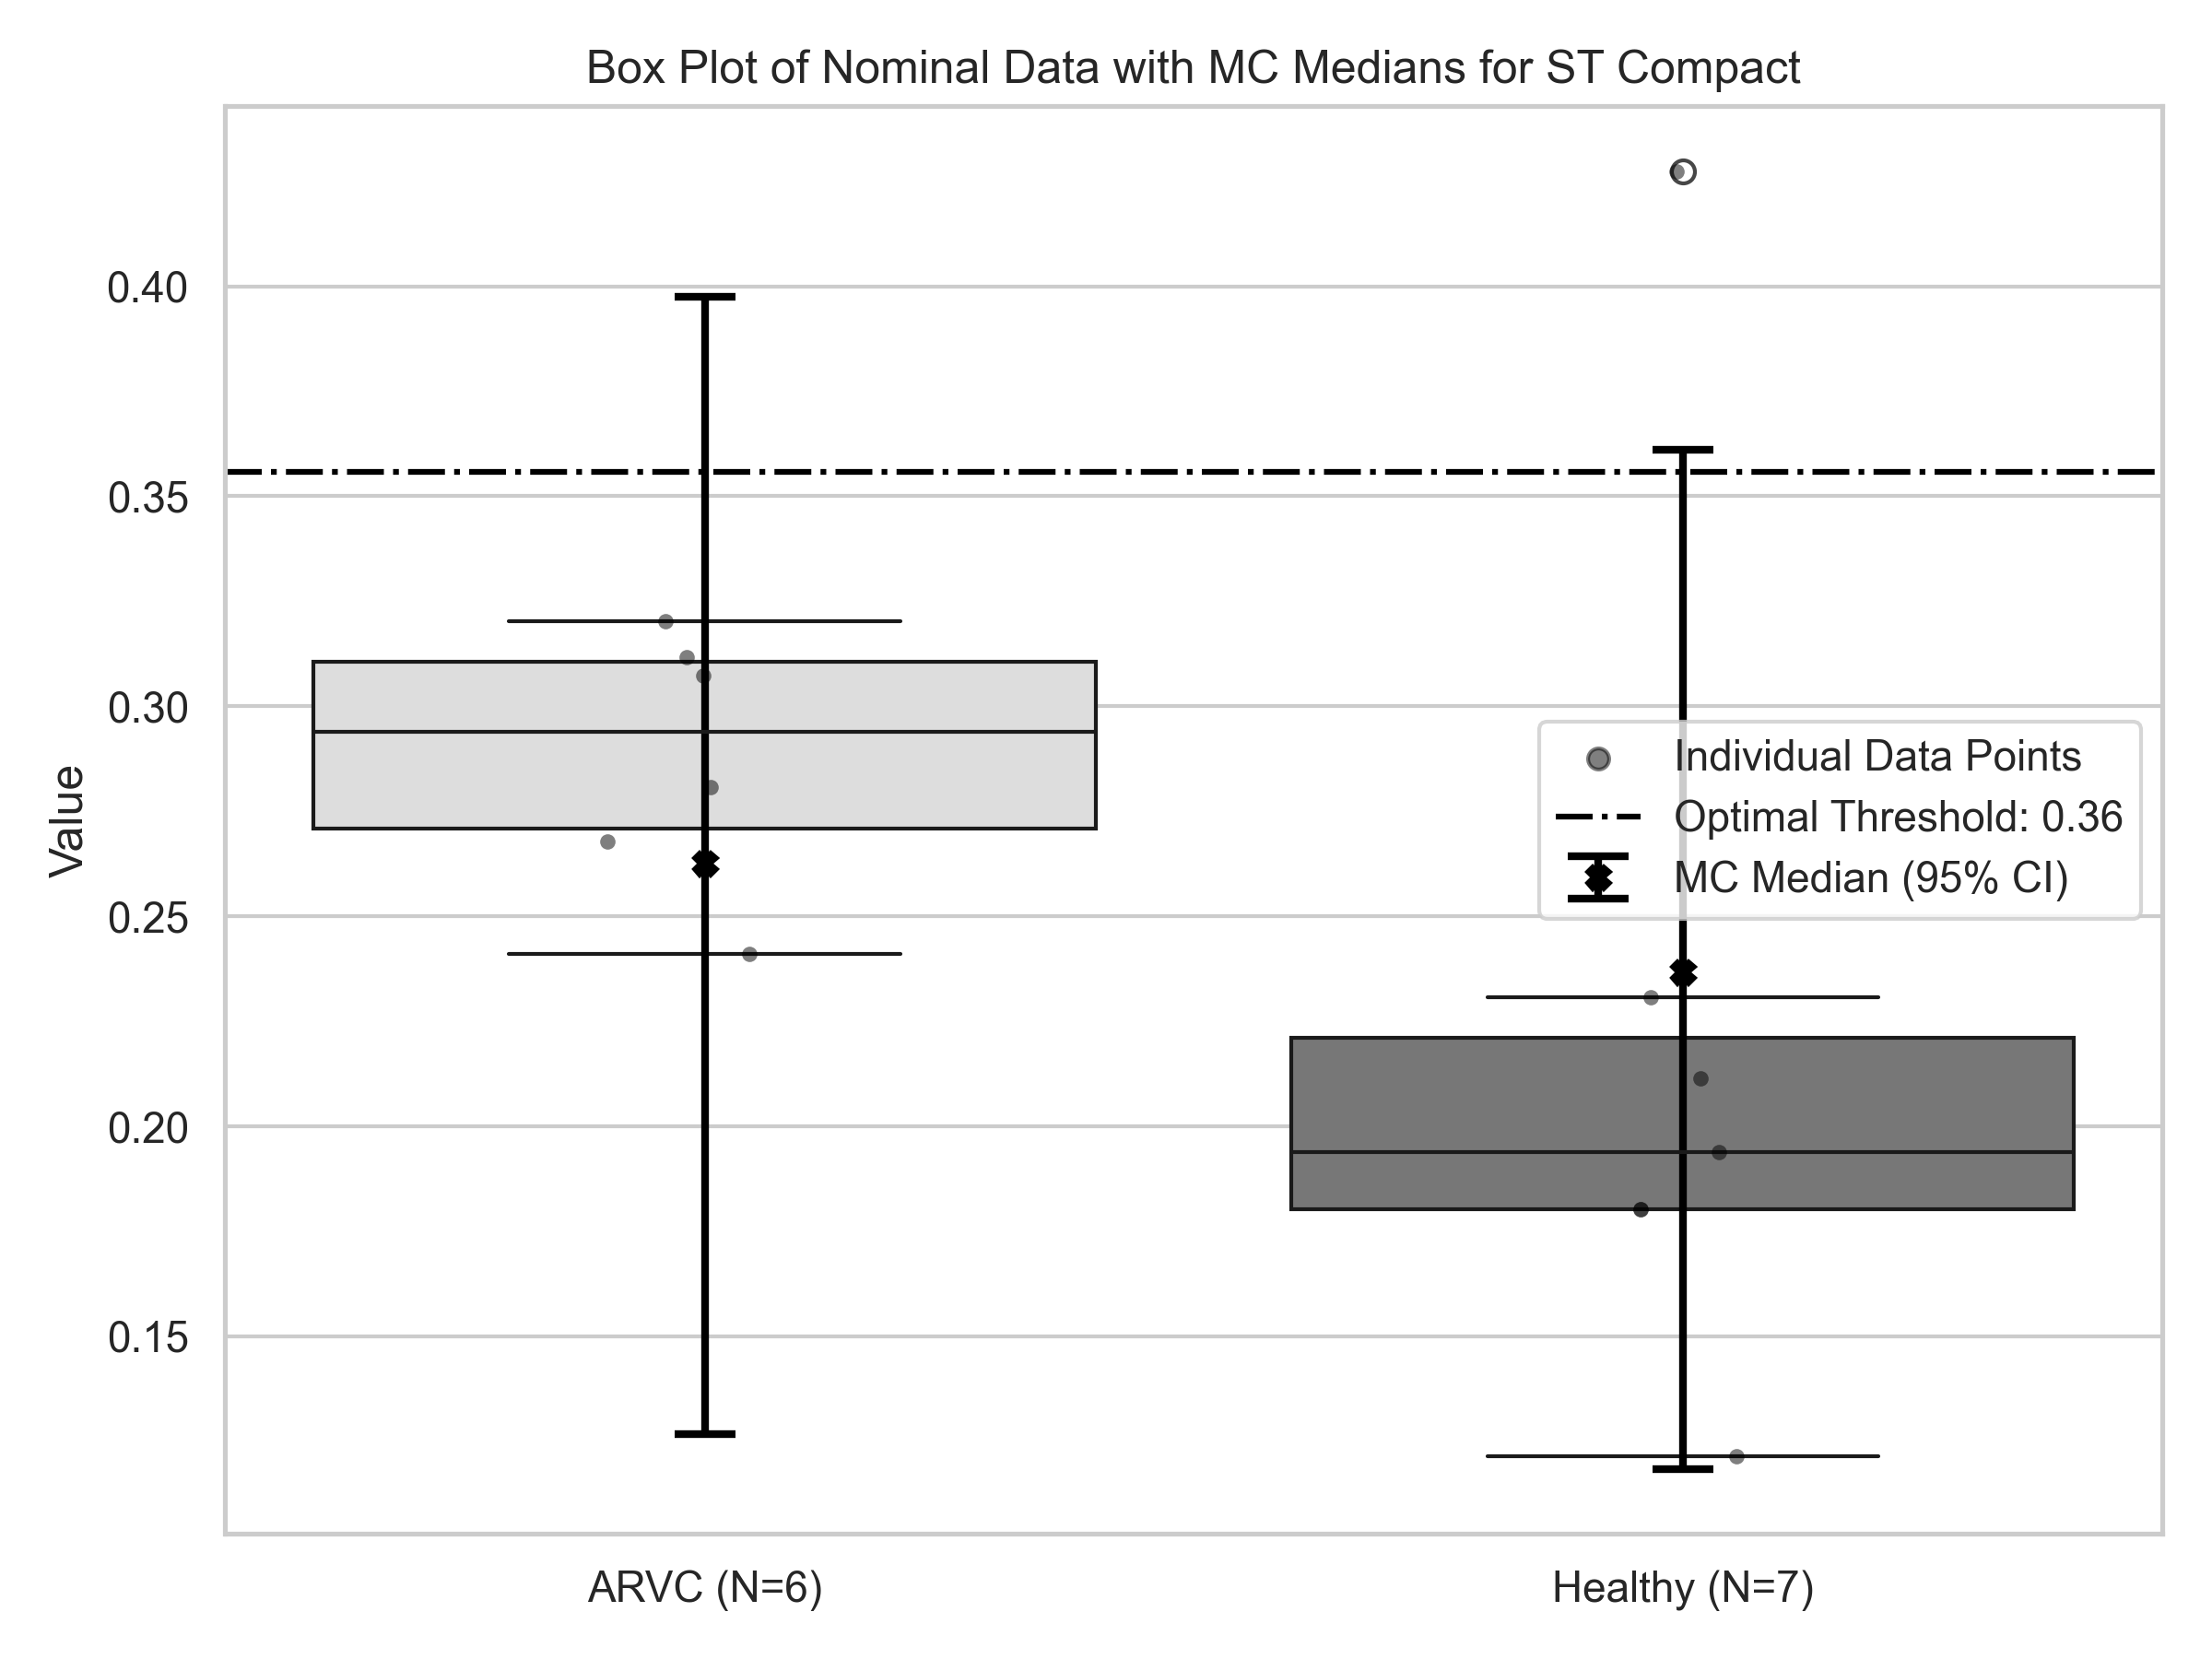 Box Plot of Nominal Data with MC Medians for ST Compact
Value
0.40
0.35
0.30
0.25
0.20
0.15
Individual Data Points
Optimal Threshold: 0.36
MC Median (95% CI)
ARVC (N=6)
Healthy (N=7)